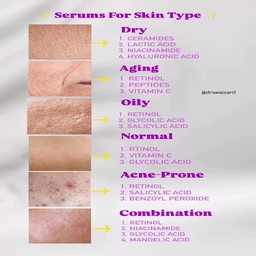 Serums For Skin Type
Dry
1. CERAMIDES
2. LACTIC ACID
3. NIACINAMIDE
4. HYALURONIC ACID
Aging
1. RETINOL
2. PEPTIDES
3. VITAMIN C
@drowaisarif
Oily
1. RETINOL
2. GLYCOLIC ACID
3. SALICYLIC ACID
Normal
1. RTINOL
2. VITAMIN C
3. GLYCOLIC ACID
Acne-Prone
1. RETINOL
2. SALICYLIC ACID
3. BENZOYL PEROXIDE
Combination
1. RETINOL
2. NIACINAMIDE
3. GLYCOLIC ACID
4. MANDELIC ACID